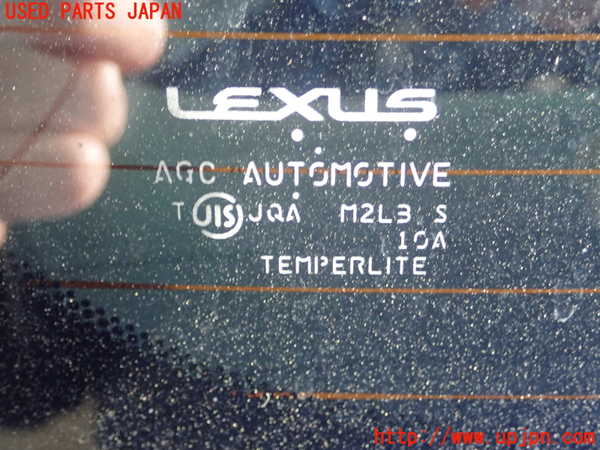 USED PARTS JAPAN
LEXUS
AGC AUTOMOTIVE
T JIS JQA M2L3 S
10A
TEMPERLITE
http://www.upjpn.com